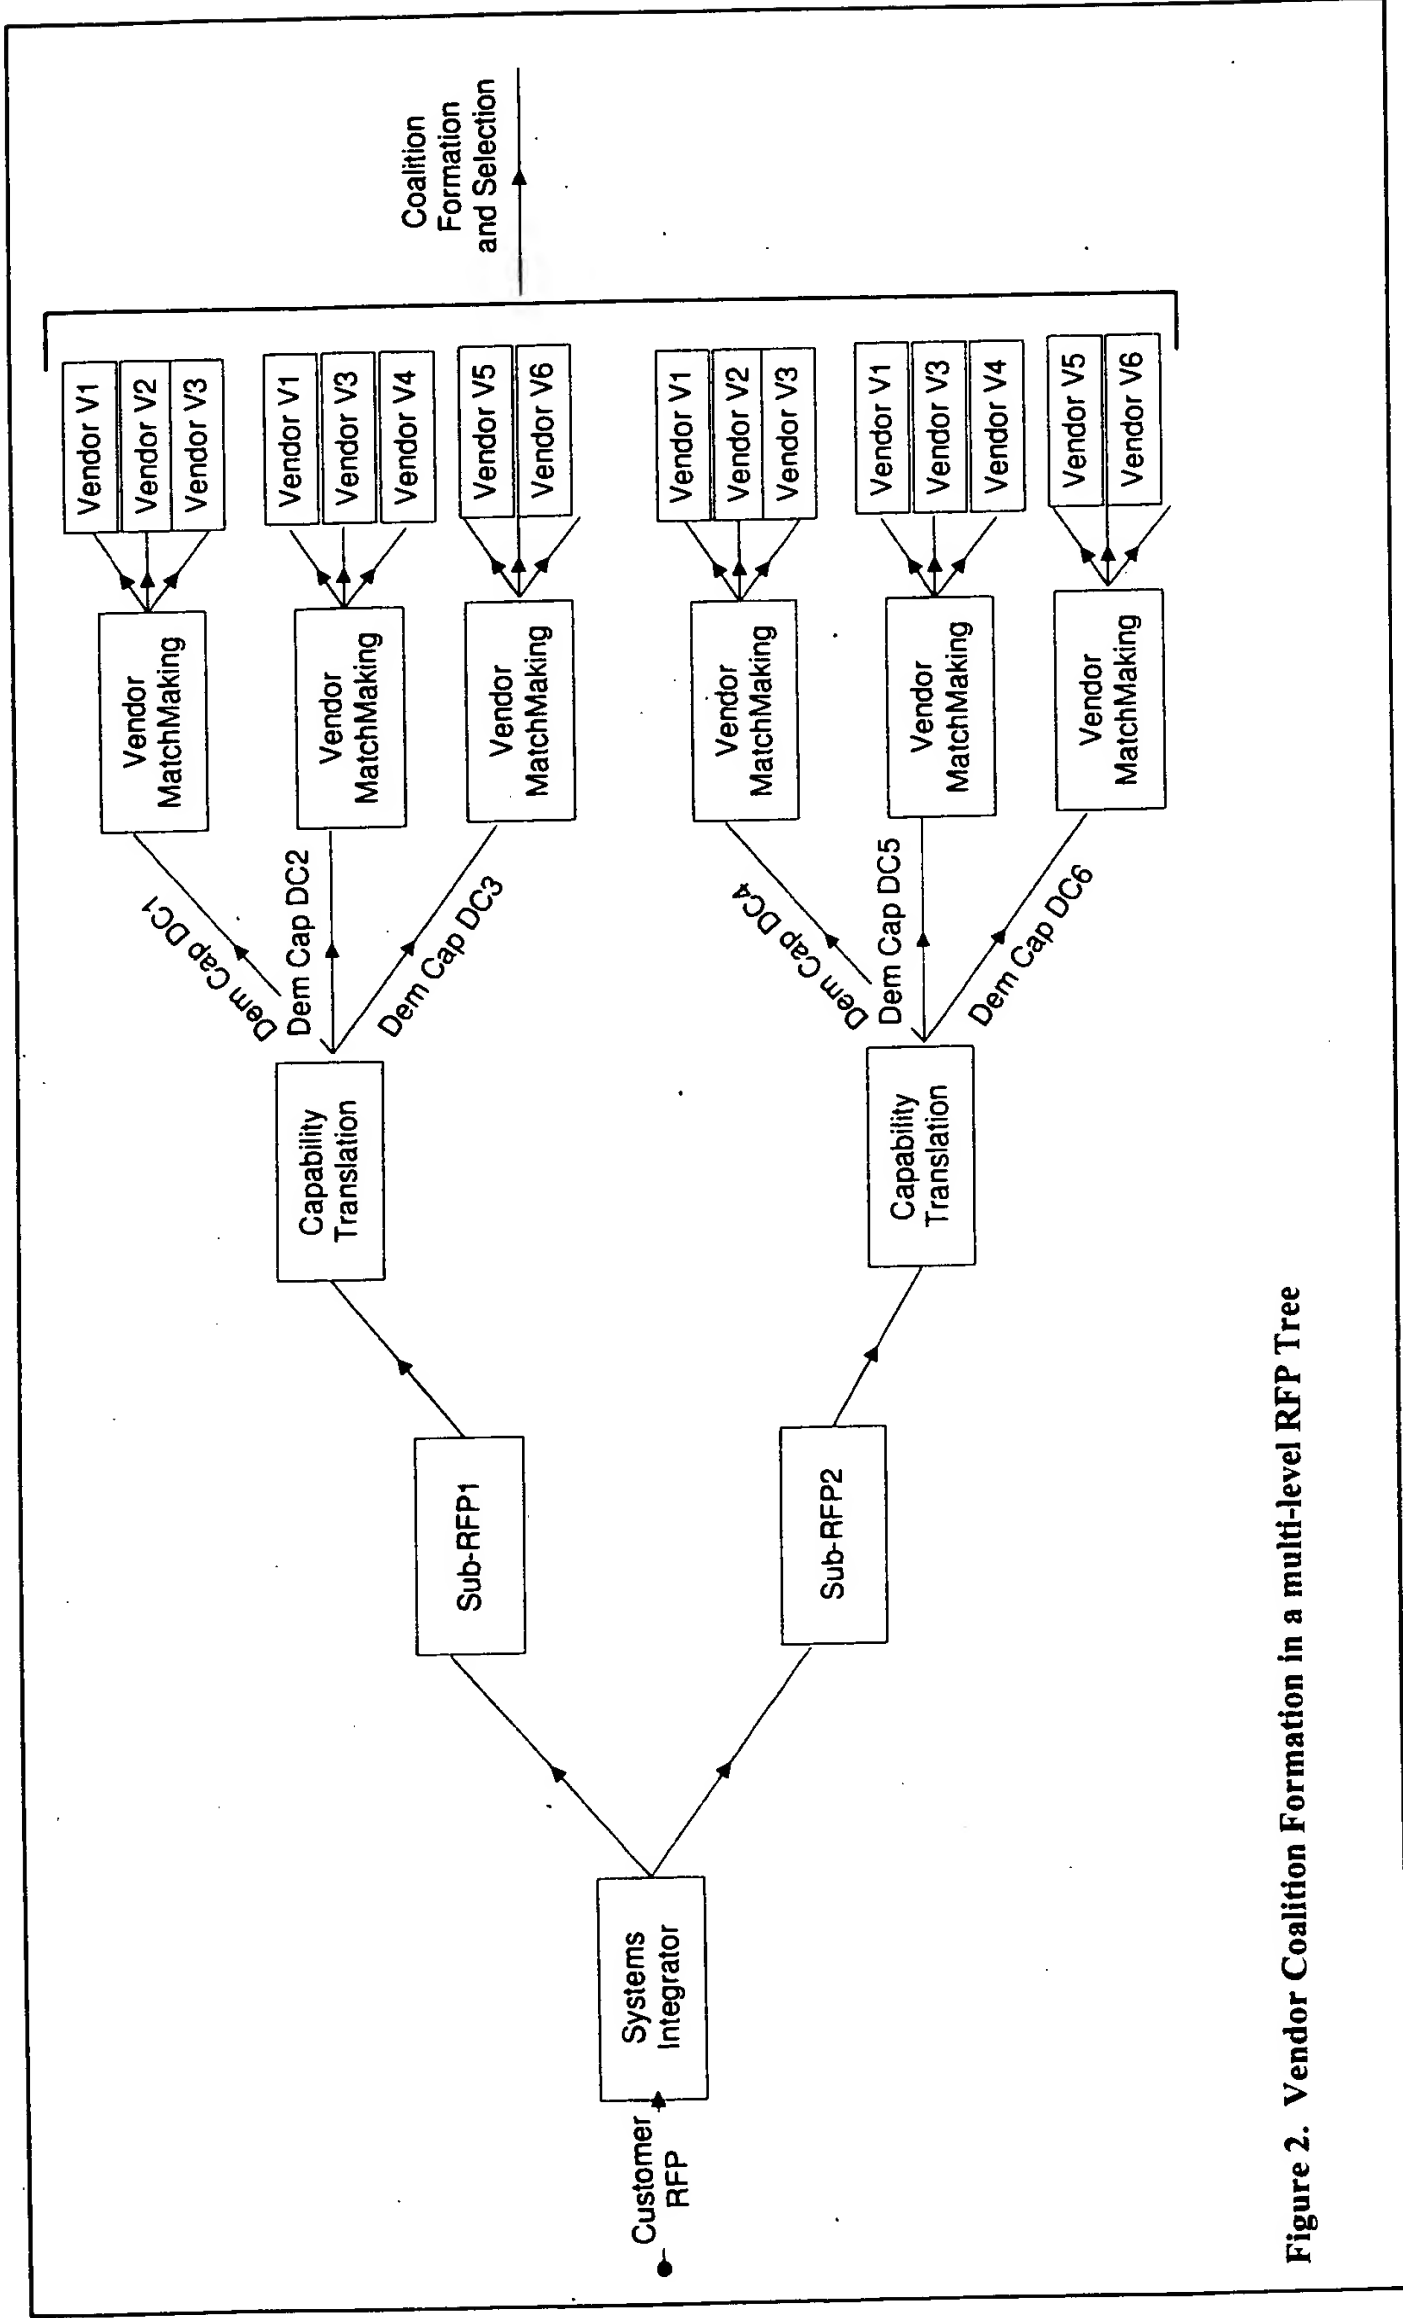 Customer
RFP
Systems
Integrator
Sub-RFP1
Sub-RFP2
Capability
Translation
Capability
Translation
Dem Cap DC1
Dem Cap DC2
Dem Cap DC3
Dem Cap DC4
Dem Cap DC5
Dem Cap DC6
Vendor
MatchMaking
Vendor
MatchMaking
Vendor
MatchMaking
Vendor
MatchMaking
Vendor
MatchMaking
Vendor
MatchMaking
Vendor V1
Vendor V2
Vendor V3
Vendor V1
Vendor V3
Vendor V4
Vendor V5
Vendor V6
Vendor V1
Vendor V2
Vendor V3
Vendor V1
Vendor V3
Vendor V4
Vendor V5
Vendor V6
Coalition
Formation
and Selection
Figure 2. Vendor Coalition Formation in a multi-level RFP Tree